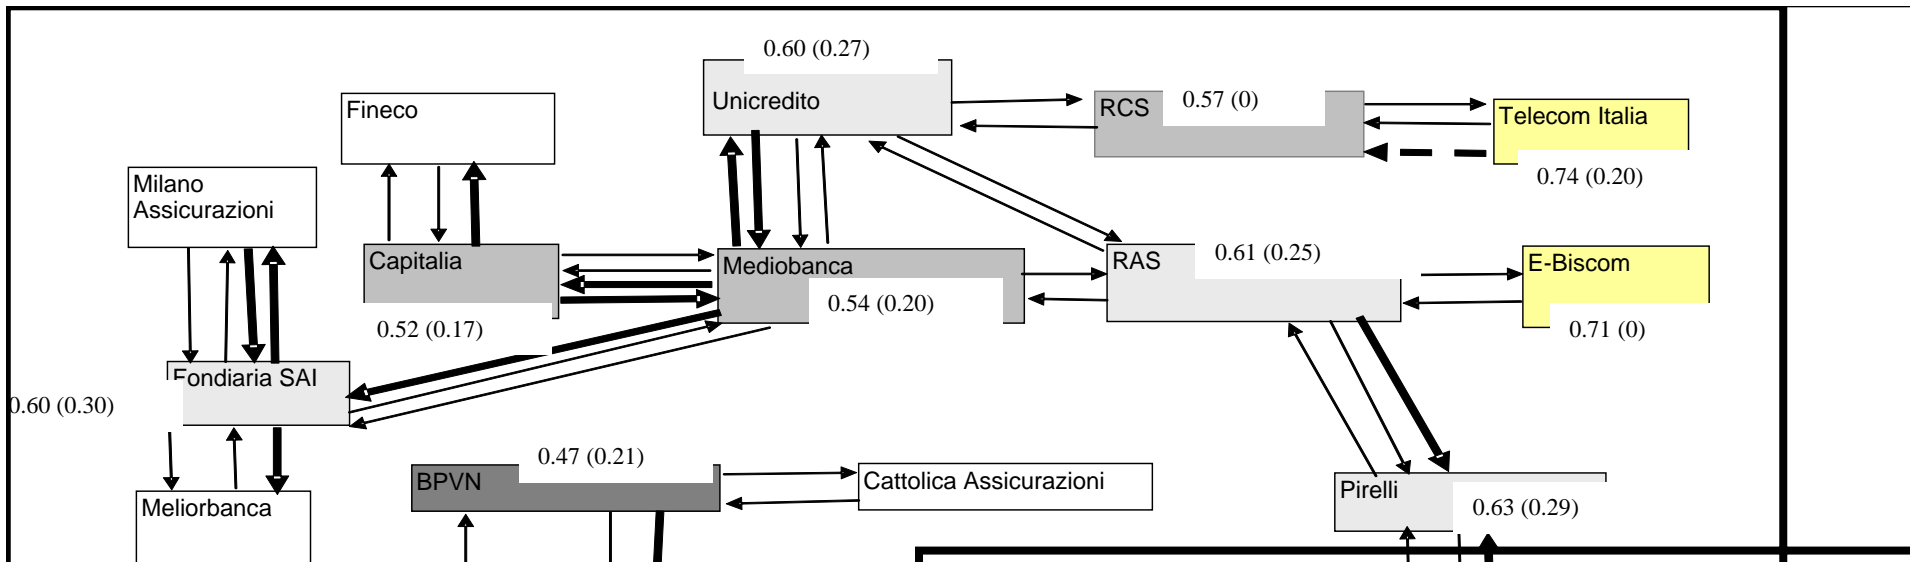 0.60 (0.27)
Unicredito
Fineco
RCS
0.57 (0)
Telecom Italia
0.74 (0.20)
Milano
Assicurazioni
Capitalia
0.52 (0.17)
Mediobanca
0.54 (0.20)
RAS
0.61 (0.25)
E-Biscom
0.71 (0)
Fondiaria SAI
0.60 (0.30)
0.47 (0.21)
BPVN
Cattolica Assicurazioni
Pirelli
0.63 (0.29)
Meliorbanca